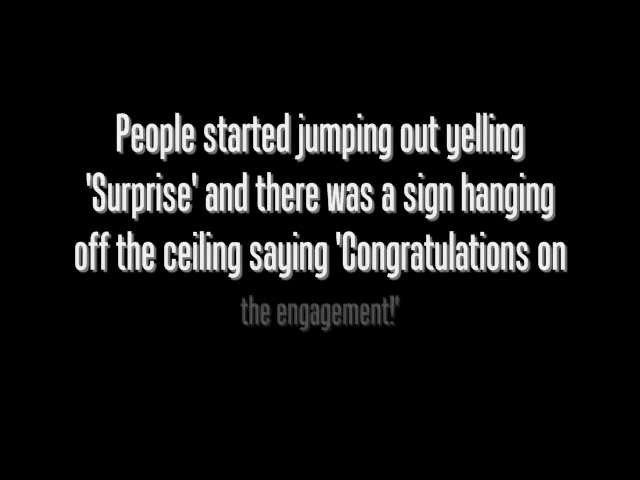 People started jumping out yelling
'Surprise' and there was a sign hanging
off the ceiling saying 'Congratulations on
the engagement!'